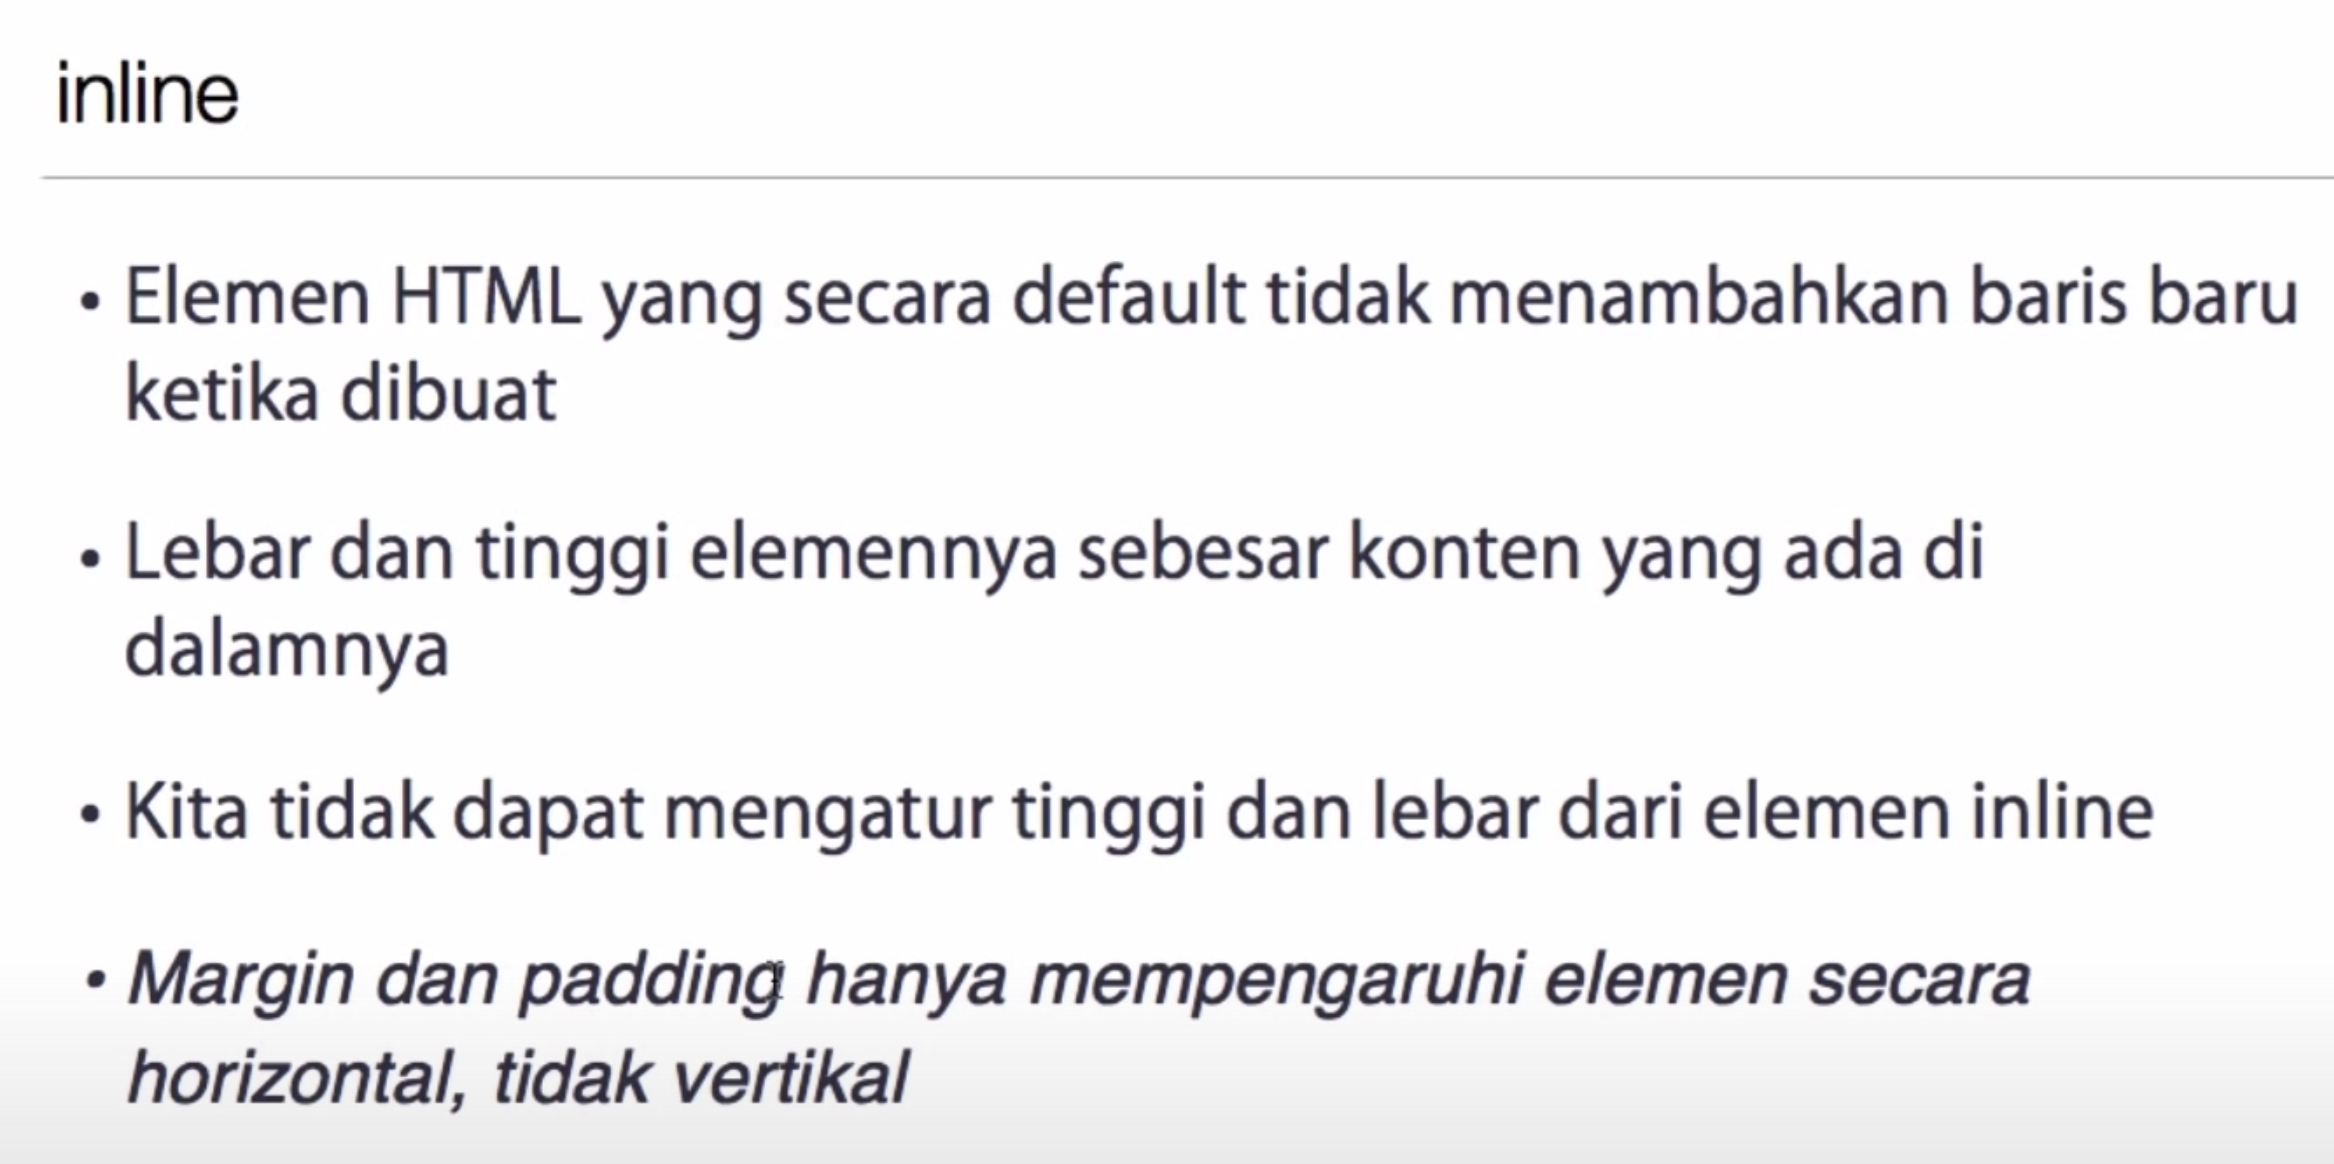 inline
• Elemen HTML yang secara default tidak menambahkan baris baru
ketika dibuat
• Lebar dan tinggi elemennya sebesar konten yang ada di
dalamnya
• Kita tidak dapat mengatur tinggi dan lebar dari elemen inline
• Margin dan padding hanya mempengaruhi elemen secara
horizontal, tidak vertikal